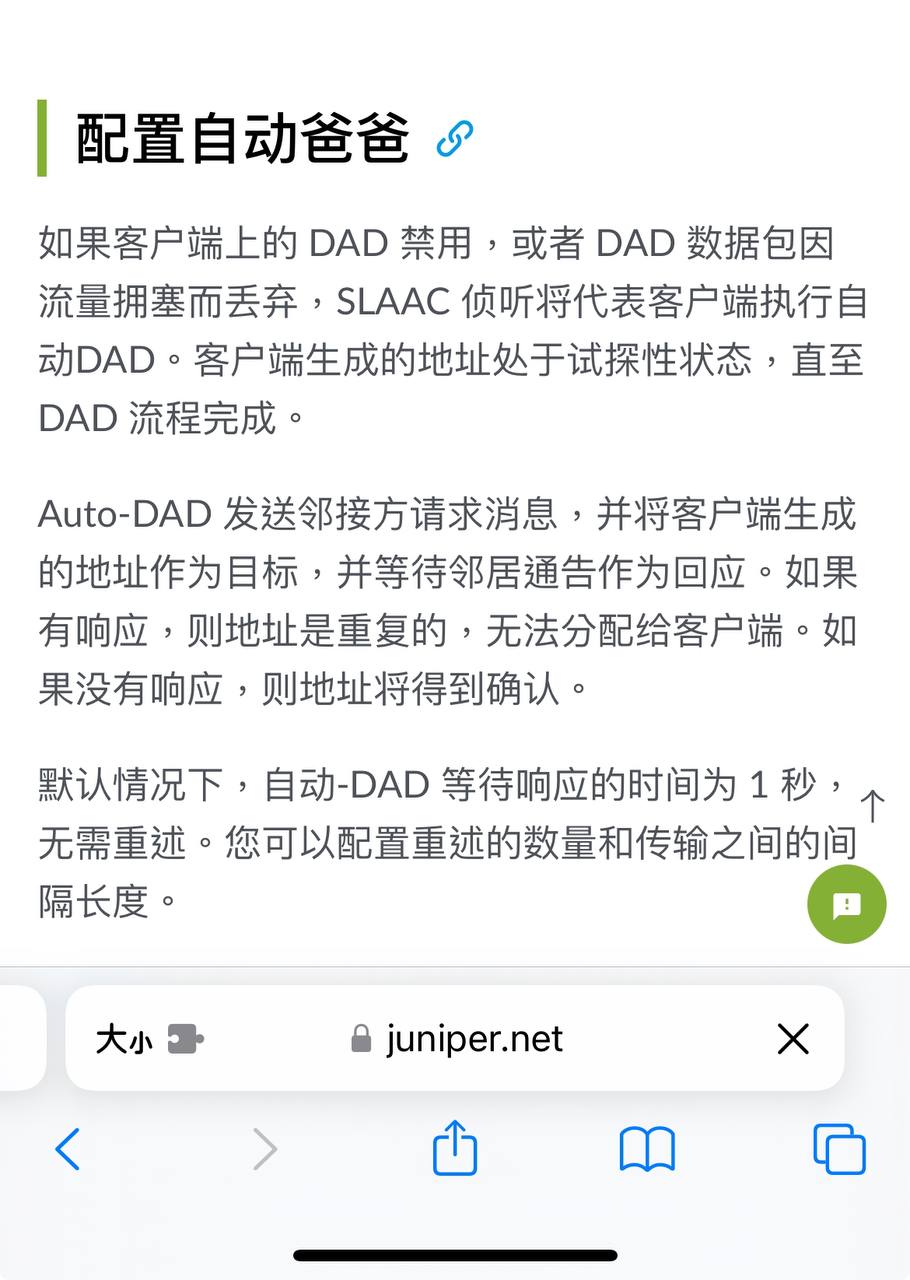 配置自动爸爸
如果客户端上的 DAD 禁用，或者 DAD 数据包因
流量拥塞而丢弃，SLAAC 侦听将代表客户端执行自
动DAD。客户端生成的地址处于试探性状态，直至
DAD 流程完成。
Auto-DAD 发送邻接方请求消息，并将客户端生成
的地址作为目标，并等待邻居通告作为回应。如果
有响应，则地址是重复的，无法分配给客户端。如
果没有响应，则地址将得到确认。
默认情况下，自动-DAD 等待响应的时间为 1 秒，
无需重述。您可以配置重述的数量和传输之间的间
隔长度。
大小 juniper.net